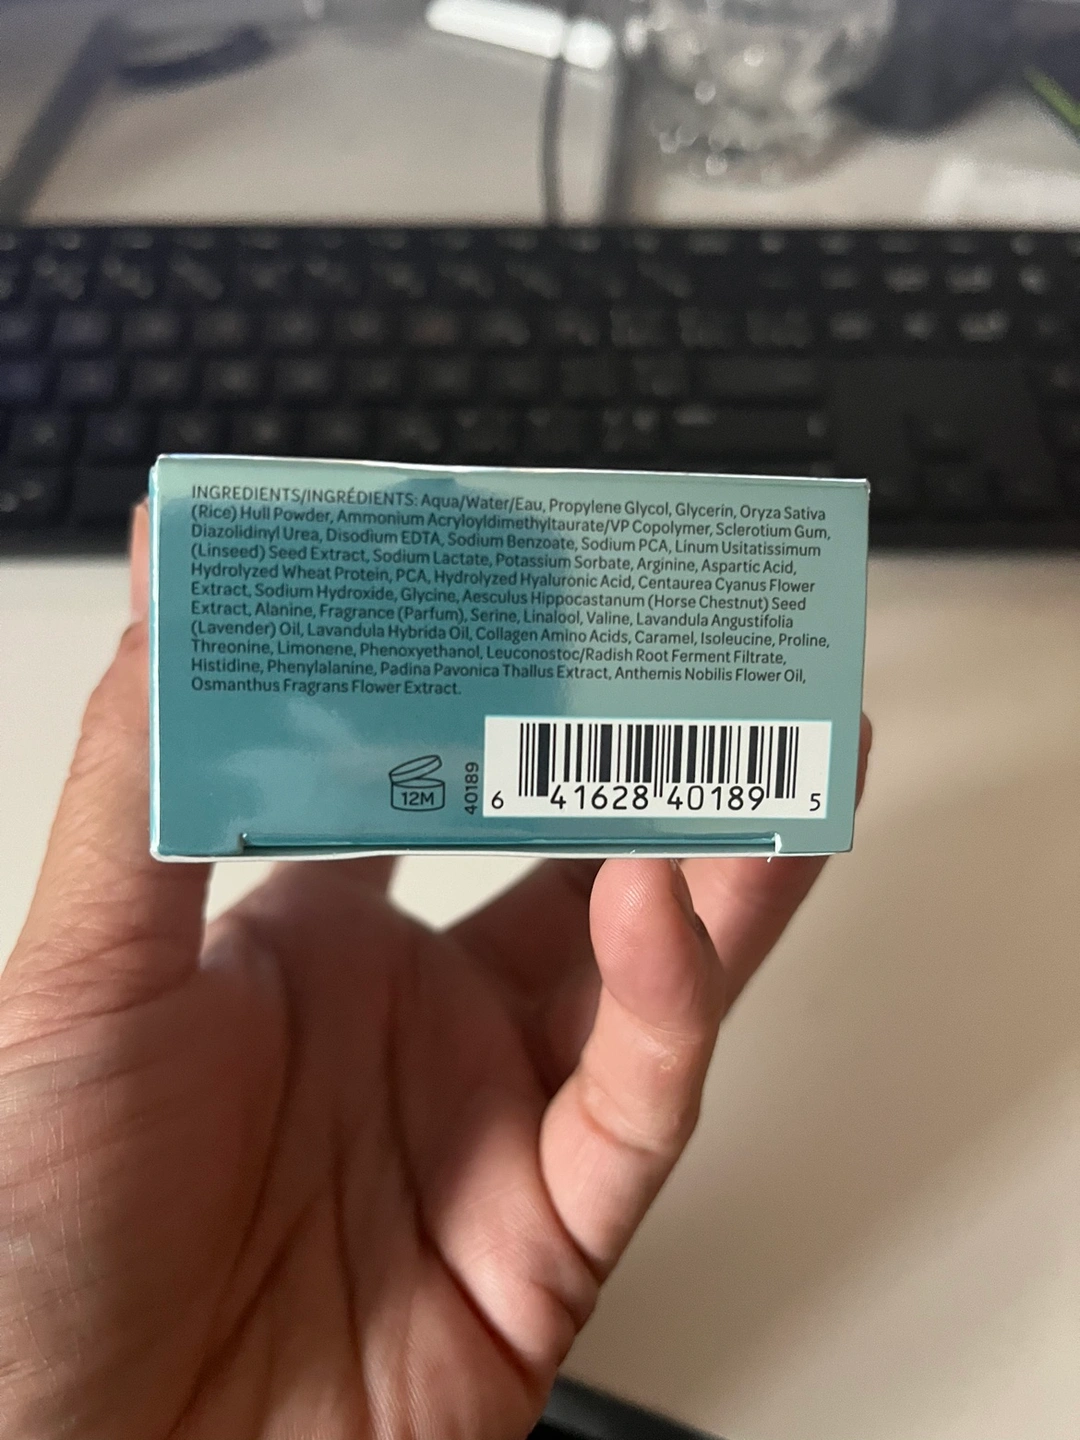 INGREDIENTS/INGRÉDIENTS: Aqua/Water/Eau, Propylene Glycol, Glycerin, Oryza Sativa
(Rice) Hull Powder, Ammonium Acryloyldimethyltaurate/VP Copolymer, Sclerotium Gum,
Diazolidinyl Urea, Disodium EDTA, Sodium Benzoate, Sodium PCA, Linum Usitatissimum
(Linseed) Seed Extract, Sodium Lactate, Potassium Sorbate, Arginine, Aspartic Acid,
Hydrolyzed Wheat Protein, PCA, Hydrolyzed Hyaluronic Acid, Centaurea Cyanus Flower
Extract, Sodium Hydroxide, Glycine, Aesculus Hippocastanum (Horse Chestnut) Seed
Extract, Alanine, Fragrance (Parfum), Serine, Linalool, Valine, Lavandula Angustifolia
(Lavender) Oil, Lavandula Hybrida Oil, Collagen Amino Acids, Caramel, Isoleucine, Proline,
Threonine, Limonene, Phenoxyethanol, Leuconostoc/Radish Root Ferment Filtrate,
Histidine, Phenylalanine, Padina Pavonica Thallus Extract, Anthemis Nobilis Flower Oil,
Osmanthus Fragrans Flower Extract.
12M
40189
6 41628 40189 5